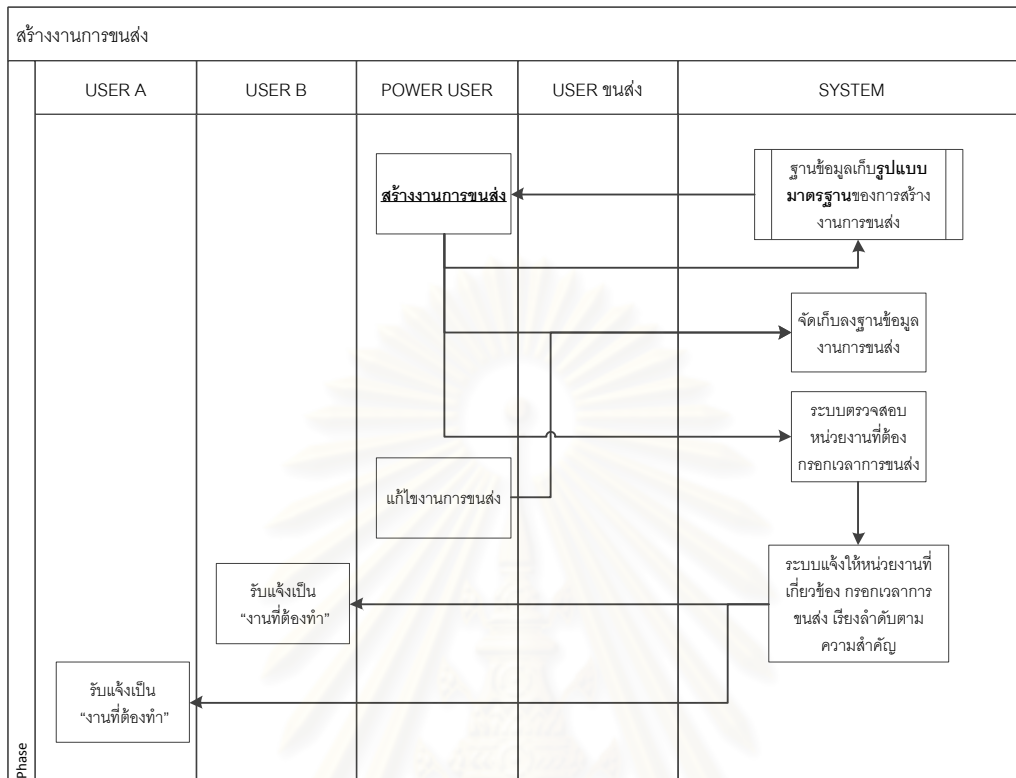 สร้างงานการขนส่ง
USER A
USER B
POWER USER
USER ขนส่ง
SYSTEM
สร้างงานการขนส่ง
ฐานข้อมูลเก็บรูปแบบ
มาตรฐานของการสร้าง
งานการขนส่ง
จัดเก็บลงฐานข้อมูล
งานการขนส่ง
ระบบตรวจสอบ
หน่วยงานที่ต้อง
กรอกเวลาการขนส่ง
แก้ไขงานการขนส่ง
ระบบแจ้งให้หน่วยงานที่
เกี่ยวข้อง กรอกเวลาการ
ขนส่ง เรียงลำดับตาม
ความสำคัญ
รับแจ้งเป็น
“งานที่ต้องทำ”
รับแจ้งเป็น
“งานที่ต้องทำ”
Phase